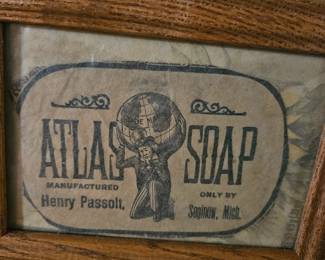 ATLAS SOAP
MANUFACTURED ONLY BY
Henry Passolt, Saginaw, Mich.